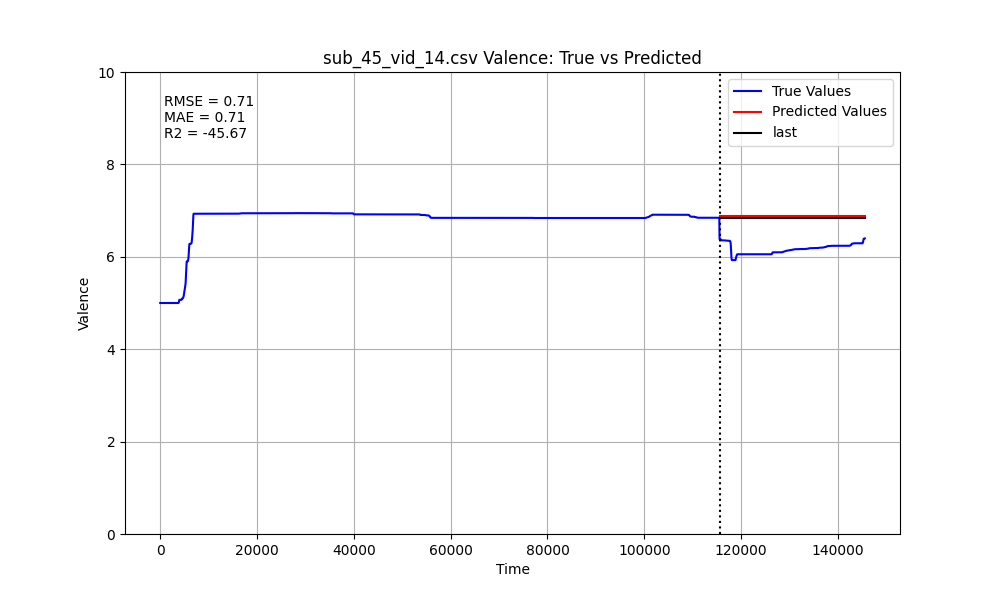 sub_45_vid_14.csv Valence: True vs Predicted
10
8
6
4
2
0
Valence
RMSE = 0.71
MAE = 0.71
R2 = -45.67
True Values
Predicted Values
last
0 20000 40000 60000 80000 100000 120000 140000
Time